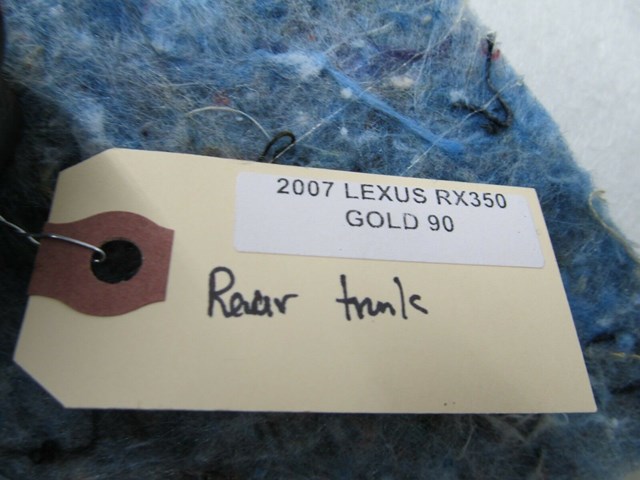 2007 LEXUS RX350
GOLD 90
Rear trunk